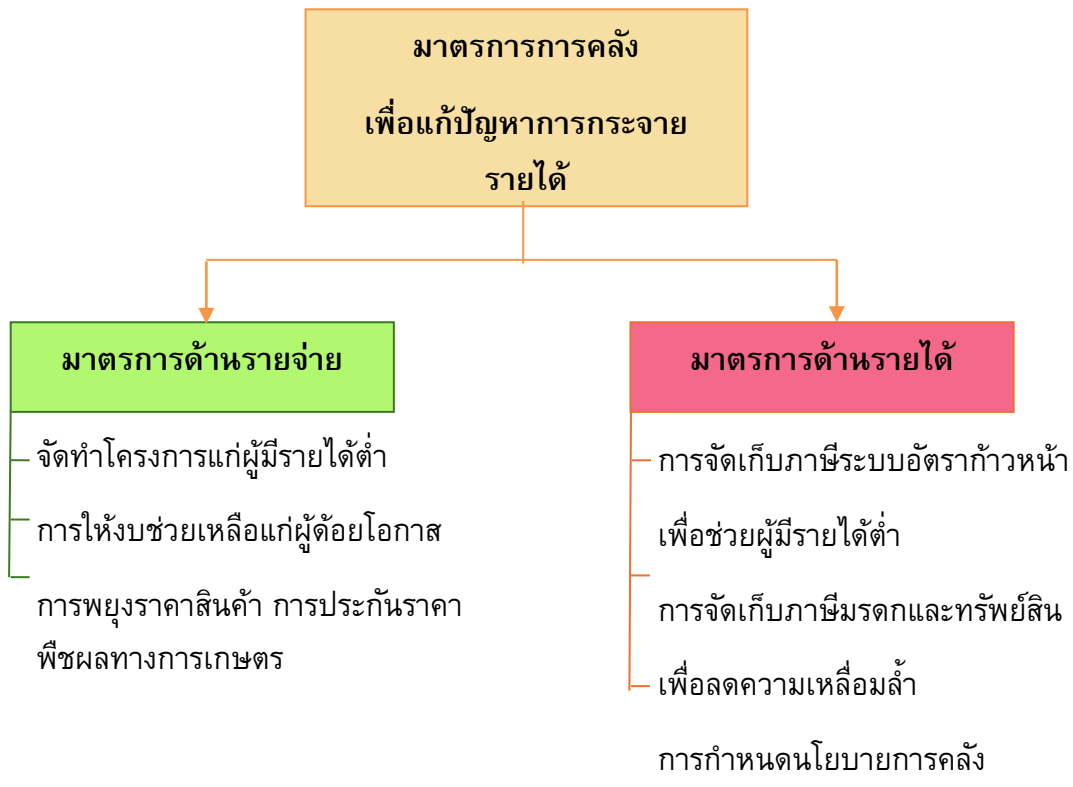 มาตรการการคลัง
เพื่อแก้ปัญหาการกระจาย
รายได้
มาตรการด้านรายจ่าย
จัดทำโครงการแก่ผู้มีรายได้ต่ำ
การให้งบช่วยเหลือแก่ผู้ด้อยโอกาส
การพยุงราคาสินค้า การประกันราคา
พืชผลทางการเกษตร
มาตรการด้านรายได้
การจัดเก็บภาษีระบบอัตราก้าวหน้า
เพื่อช่วยผู้มีรายได้ต่ำ
การจัดเก็บภาษีมรดกและทรัพย์สิน
เพื่อลดความเหลื่อมล้ำ
การกำหนดนโยบายการคลัง